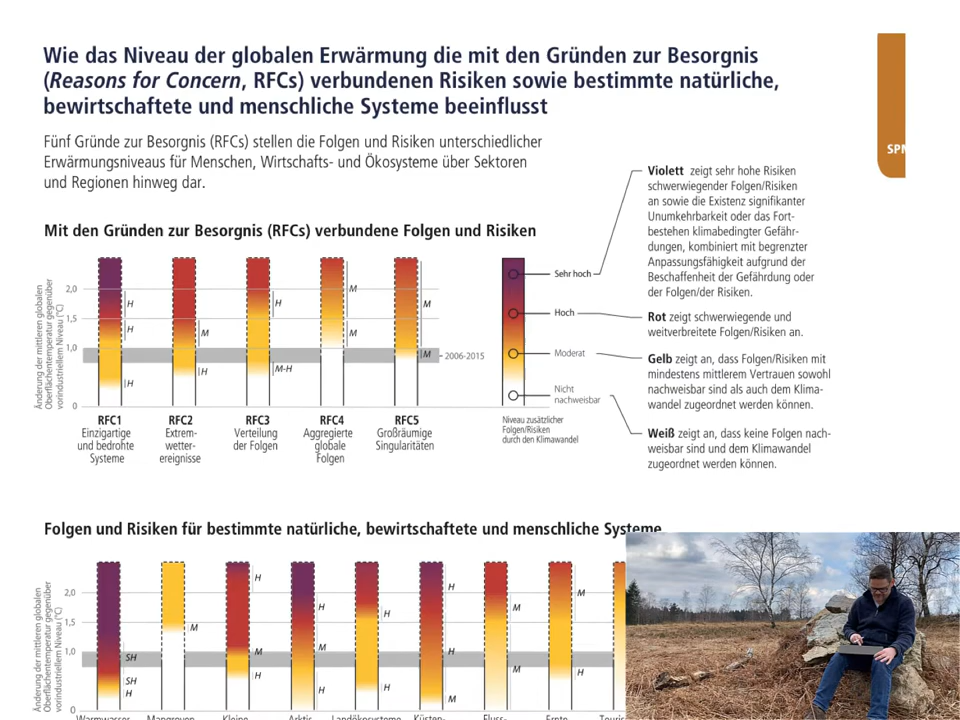 Wie das Niveau der globalen Erwärmung die mit den Gründen zur Besorgnis
(Reasons for Concern, RFCs) verbundenen Risiken sowie bestimmte natürliche,
bewirtschaftete und menschliche Systeme beeinflusst
SPM
Fünf Gründe zur Besorgnis (RFCs) stellen die Folgen und Risiken unterschiedlicher
Erwärmungsniveaus für Menschen, Wirtschafts- und Ökosysteme über Sektoren
und Regionen hinweg dar.
Mit den Gründen zur Besorgnis (RFCs) verbundene Folgen und Risiken
Änderung der mittleren globalen
Oberflächentemperatur gegenüber
vorindustriellem Niveau (°C)
2,0
1,5
1,0
0
H
H
H
M
H
H
M-H
M
M
M
M
2006-2015
RFC1
Einzigartige
und bedrohte
Systeme
RFC2
Extrem-
wetter-
ereignisse
RFC3
Verteilung
der Folgen
RFC4
Aggregierte
globale
Folgen
RFC5
Großräumige
Singularitäten
Sehr hoch
Hoch
Moderat
Nicht
nachweisbar
Niveau zusätzlicher
Folgen/Risiken
durch den Klimawandel
Violett zeigt sehr hohe Risiken
schwerwiegender Folgen/Risiken
an sowie die Existenz signifikanter
Unumkehrbarkeit oder das Fort-
bestehen klimabedingter Gefähr-
dungen, kombiniert mit begrenzter
Anpassungsfähigkeit aufgrund der
Beschaffenheit der Gefährdung oder
der Folgen/der Risiken.
Rot zeigt schwerwiegende und
weitverbreitete Folgen/Risiken an.
Gelb zeigt an, dass Folgen/Risiken mit
mindestens mittlerem Vertrauen sowohl
nachweisbar sind als auch dem Klima-
wandel zugeordnet werden können.
Weiß zeigt an, dass keine Folgen nach-
weisbar sind und dem Klimawandel
zugeordnet werden können.
Folgen und Risiken für bestimmte natürliche, bewirtschaftete und menschliche Systeme
Änderung der mittleren globalen
Oberflächentemperatur gegenüber
vorindustriellem Niveau (°C)
2,0
1,5
1,0
0
SH
SH
H
M
H
M
H
H
M
H
H
M
H
H
H
M
M
M
M
H
Warmwasser
Mangroven
Kleine
Arktis
Landökosysteme
Küsten-
Fluss-
Ernte
Touris